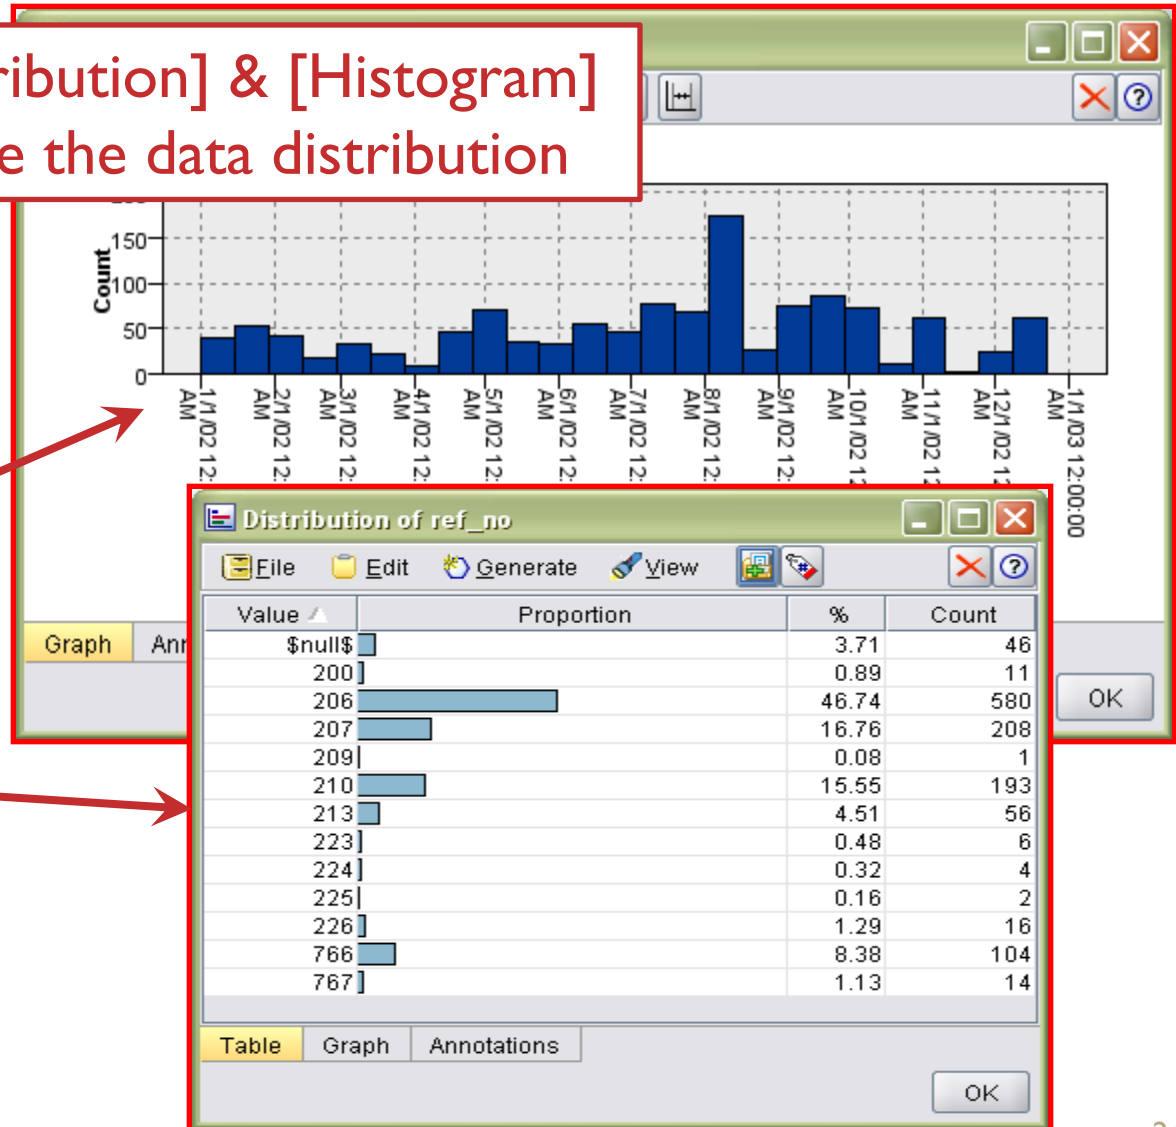 ribution] & [Histogram]
e the data distribution
Count
150
100
50
0
1/1/02 12:
AM
2/1/02 12:
AM
3/1/02 12:
AM
4/1/02 12:
AM
5/1/02 12:
AM
6/1/02 12:
AM
7/1/02 12:
AM
8/1/02 12:
AM
9/1/02 12:
AM
10/1/02 12
AM
11/1/02 12
AM
12/1/02 12
AM
1/1/03 12:00:00
AM
Distribution of ref_no
File Edit Generate View
Value Proportion % Count
$null$ 3.71 46
200 0.89 11
206 46.74 580
207 16.76 208
209 0.08 1
210 15.55 193
213 4.51 56
223 0.48 6
224 0.32 4
225 0.16 2
226 1.29 16
766 8.38 104
767 1.13 14
Graph Anr
OK
Table Graph Annotations
OK